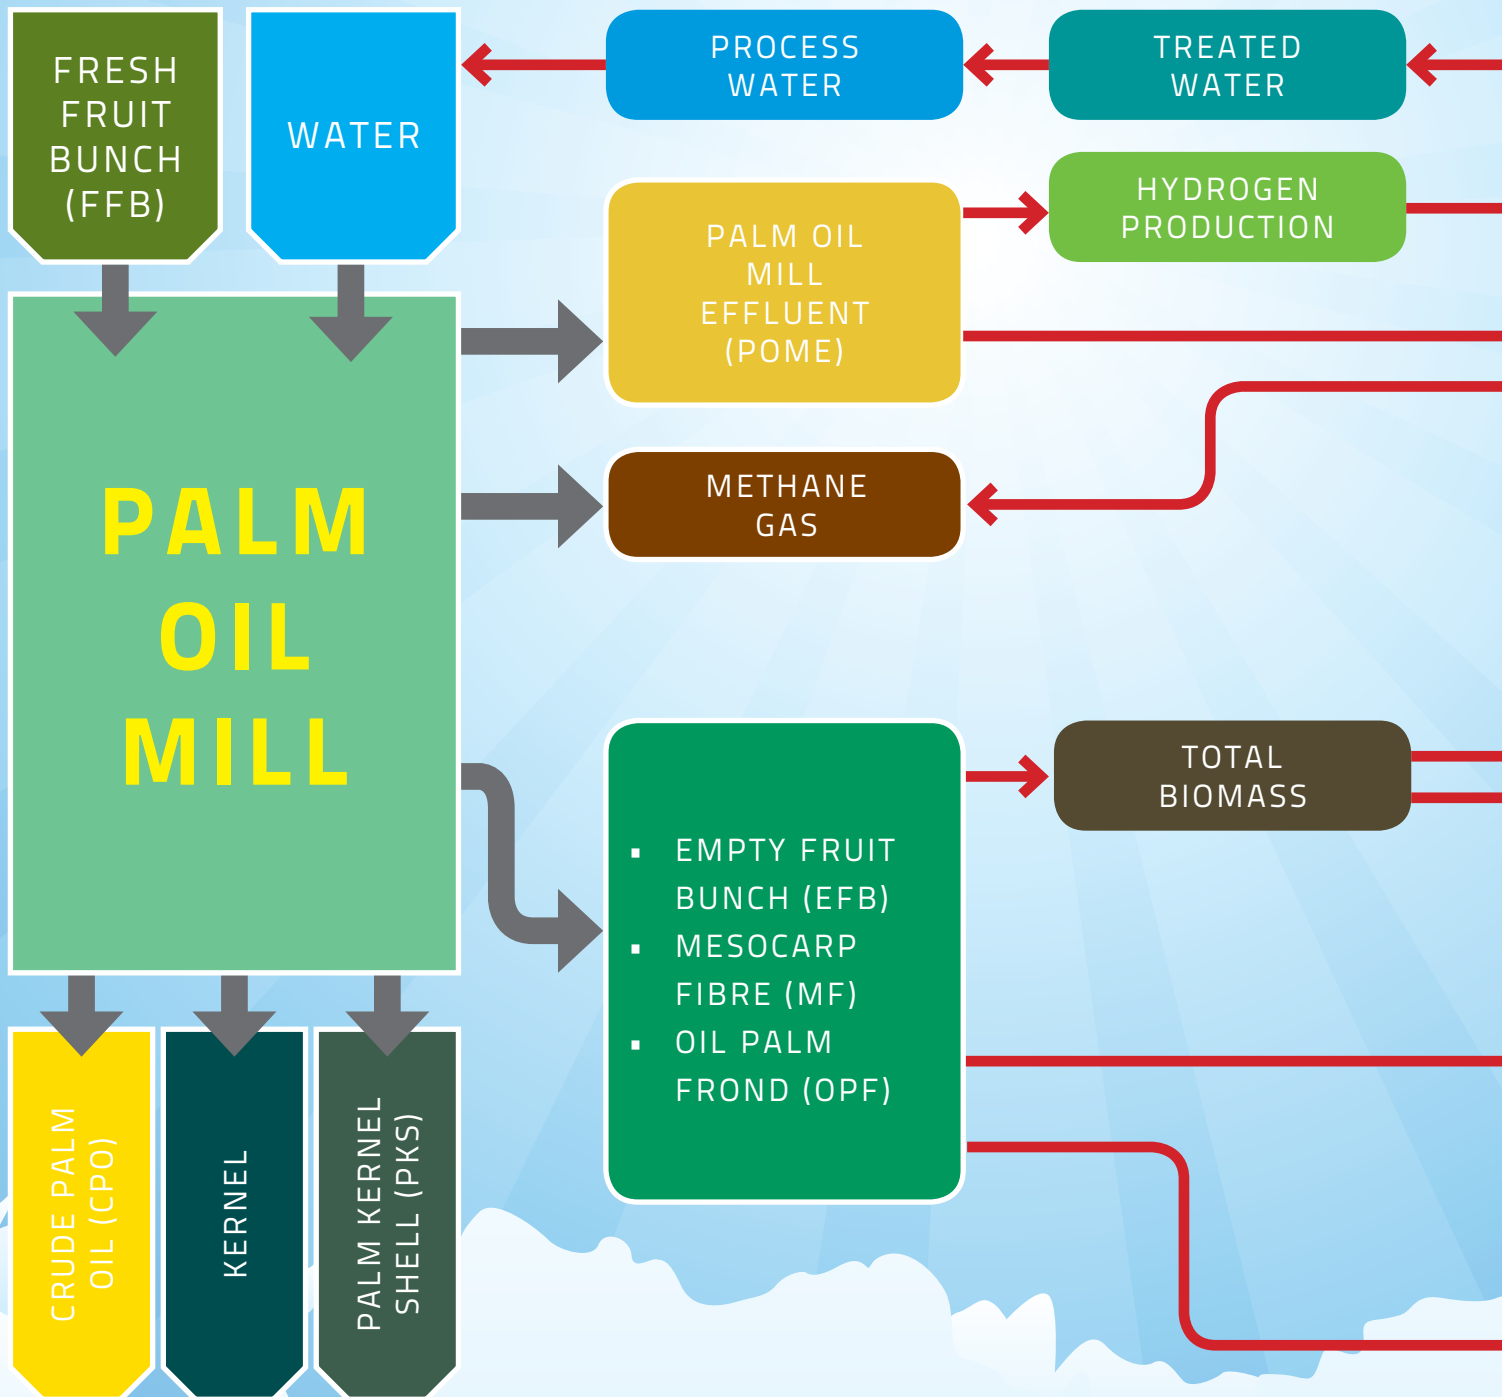 FRESH
FRUIT
BUNCH
(FFB)
WATER
PROCESS
WATER
TREATED
WATER
HYDROGEN
PRODUCTION
PALM OIL
MILL
EFFLUENT
(POME)
METHANE
GAS
PALM
OIL
MILL
TOTAL
BIOMASS
▪ EMPTY FRUIT
BUNCH (EFB)
▪ MESOCARP
FIBRE (MF)
▪ OIL PALM
FROND (OPF)
CRUDE PALM
OIL (CPO)
KERNEL
PALM KERNEL
SHELL (PKS)